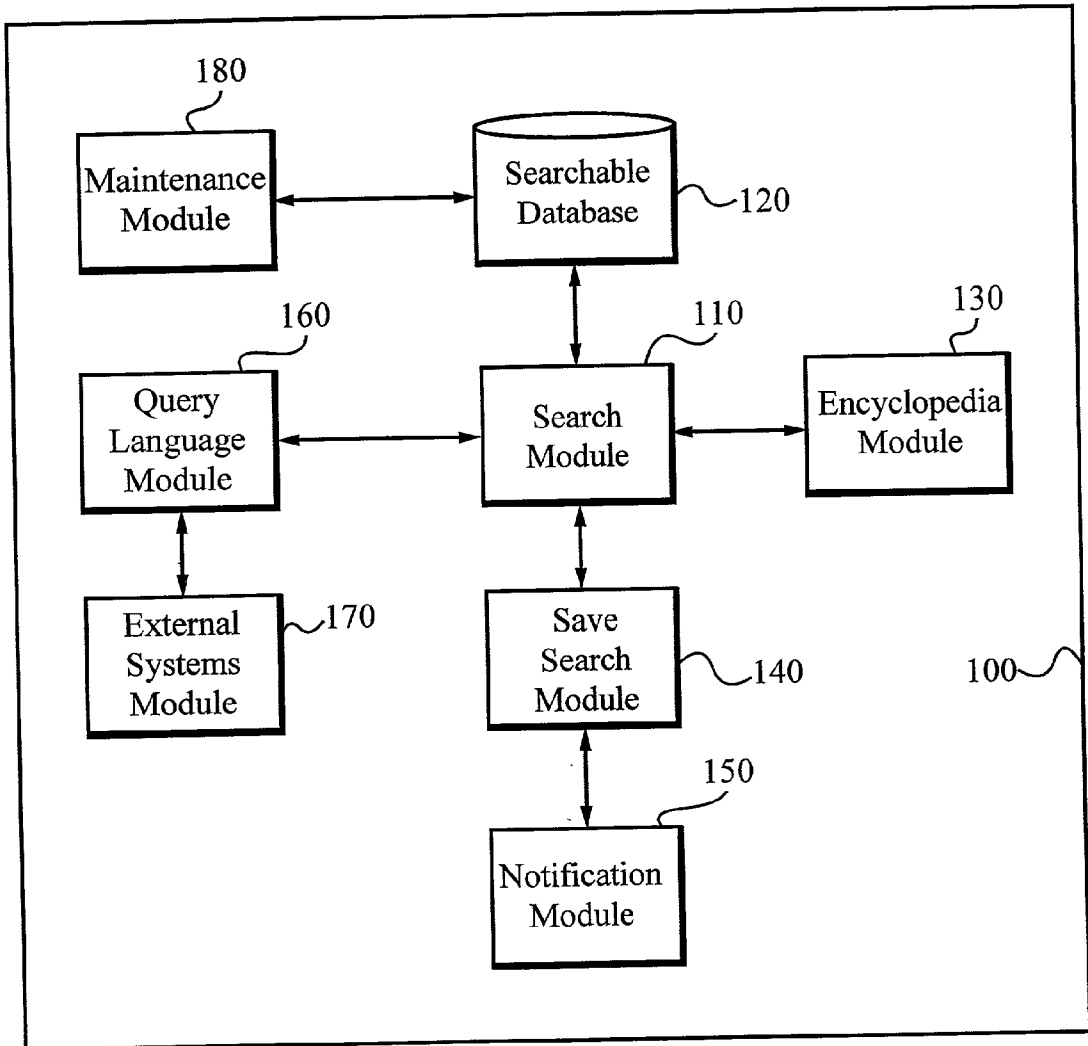 180
Maintenance
Module
Searchable
Database
120
160
110
130
Query
Language
Module
Search
Module
Encyclopedia
Module
External
Systems
Module
170
Save
Search
Module
140
100
150
Notification
Module